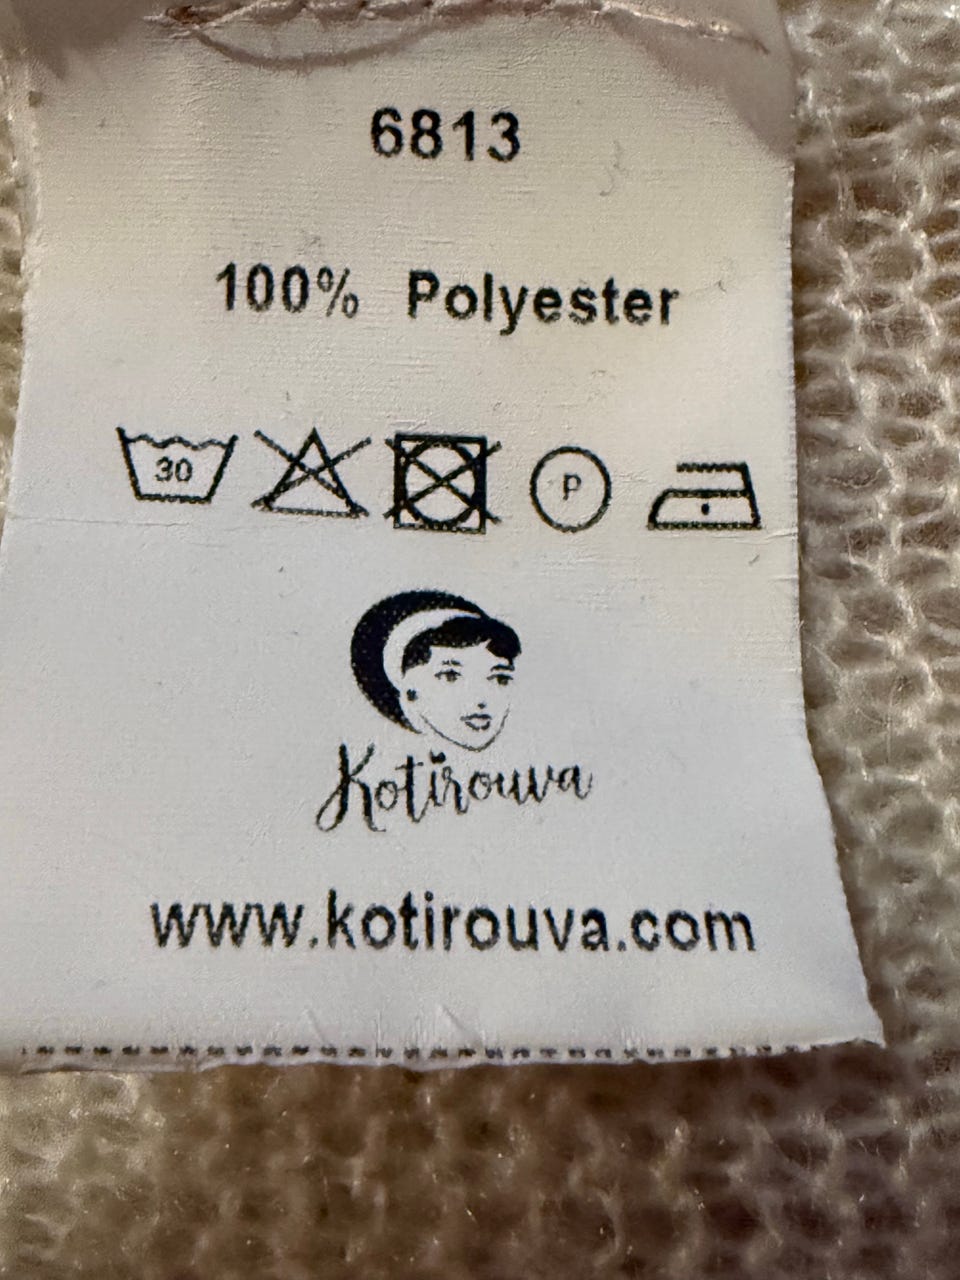 6813
100% Polyester
30 P
Kotirouva
www.kotirouva.com